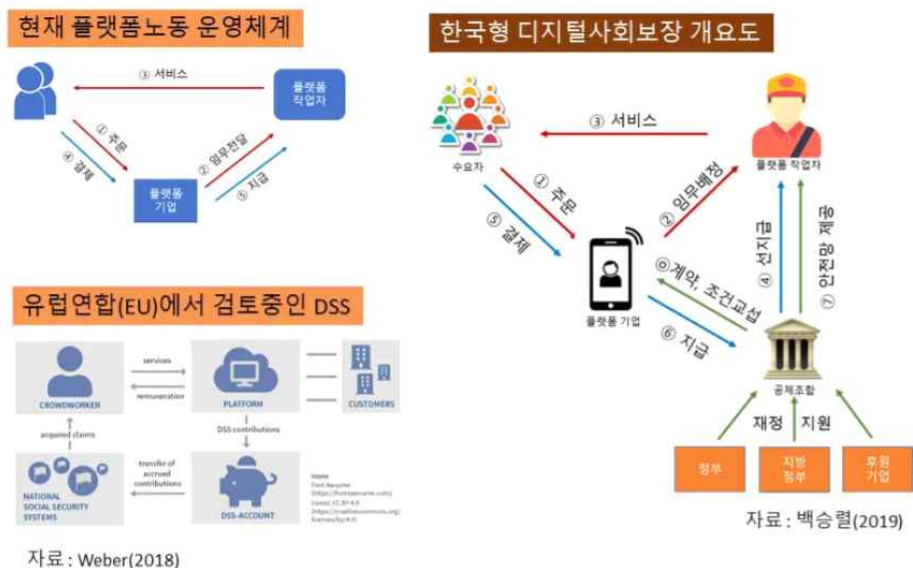 현재 플랫폼노동 운영체계
③ 서비스
플랫폼
작업자
① 주문
④ 결제
② 임무전달
⑤ 지급
플랫폼
기업
유럽연합(EU)에서 검토중인 DSS
services
remuneration
CROWDWORKER
PLATFORM
CUSTOMERS
acquired claims
DSS contributions
transfer of
accrued
contributions
NATIONAL
SOCIAL SECURITY
SYSTEMS
DSS-ACCOUNT
Font Awesome
자료 : Weber(2018)
한국형 디지털사회보장 개요도
③ 서비스
수요자
플랫폼 작업자
① 주문
⑤ 결제
② 임무배정
플랫폼 기업
⓪계약, 조건교섭
⑥ 지급
④ 선지급
⑦ 안전망 제공
공제조합
재정 지원
정부
지방
정부
후원
기업
자료 : 백승렬(2019)